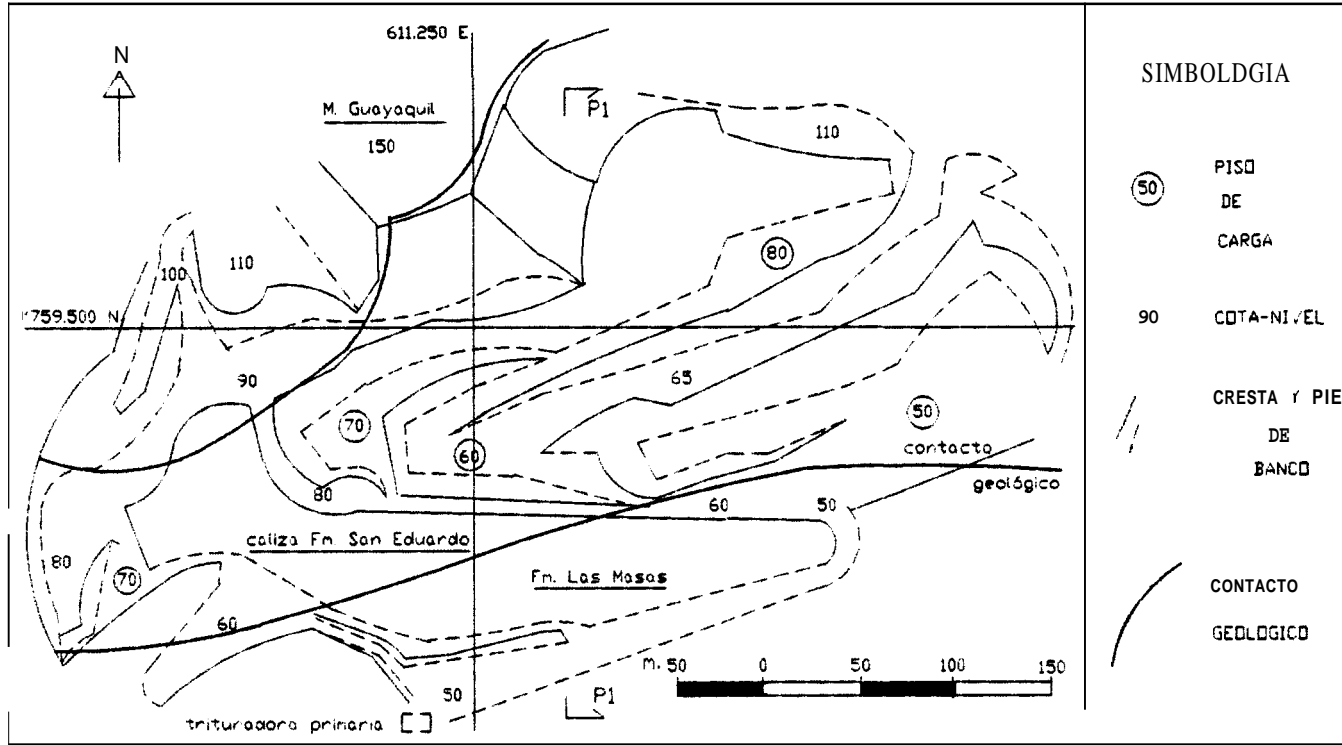 611.250 E
N
P1
M. Guayaquil
150
110
110
100
80
759.500 N
90
65
70
50
60
contacto
geológico
80
60
50
caliza Fm. San Eduardo
80
70
Fm. Las Masas
60
m. 50 0 50 100 150
50
P1
trituradora primaria
SIMBOLDGIA
50
PISO
DE
CARGA
90
COTA-NIVEL
CRESTA Y PIE
DE
BANCO
CONTACTO
GEOLOGICO